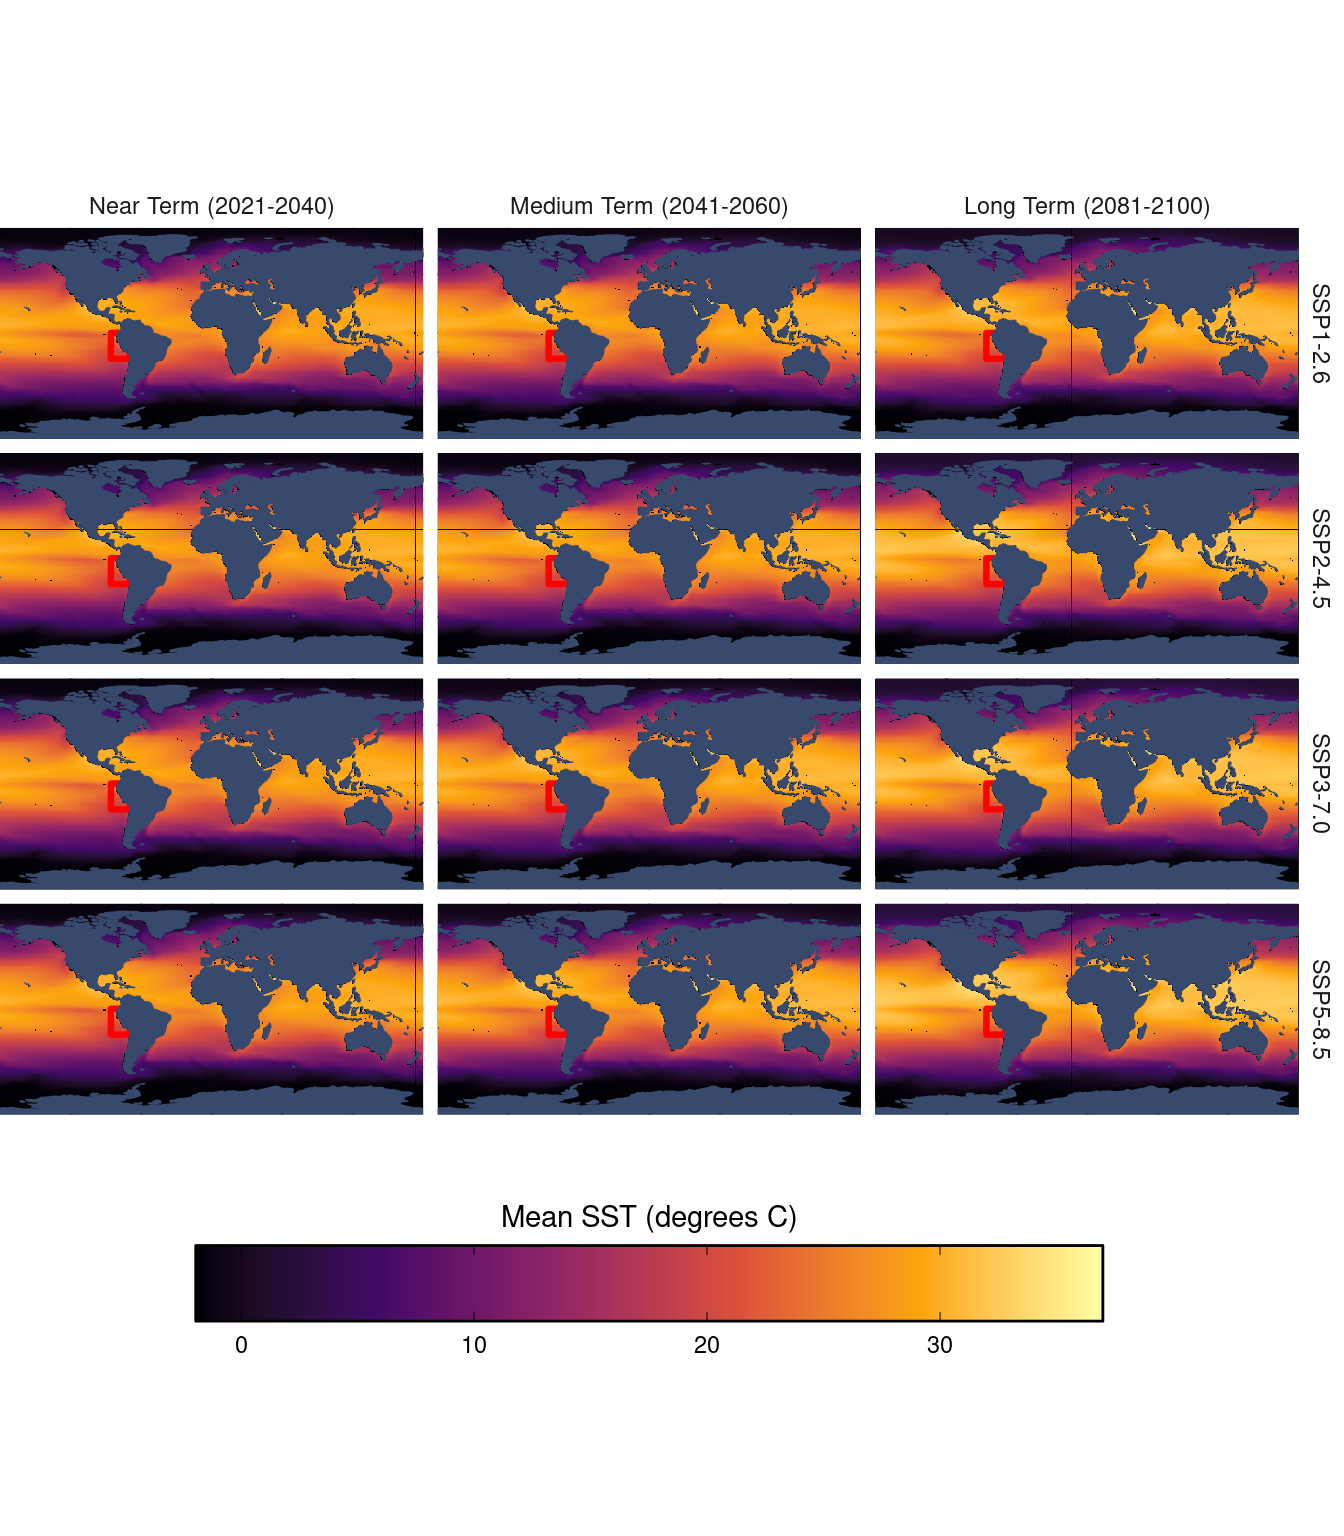 Near Term (2021-2040)
Medium Term (2041-2060)
Long Term (2081-2100)
SSP1-2.6
SSP2-4.5
SSP3-7.0
SSP5-8.5
Mean SST (degrees C)
0 10 20 30